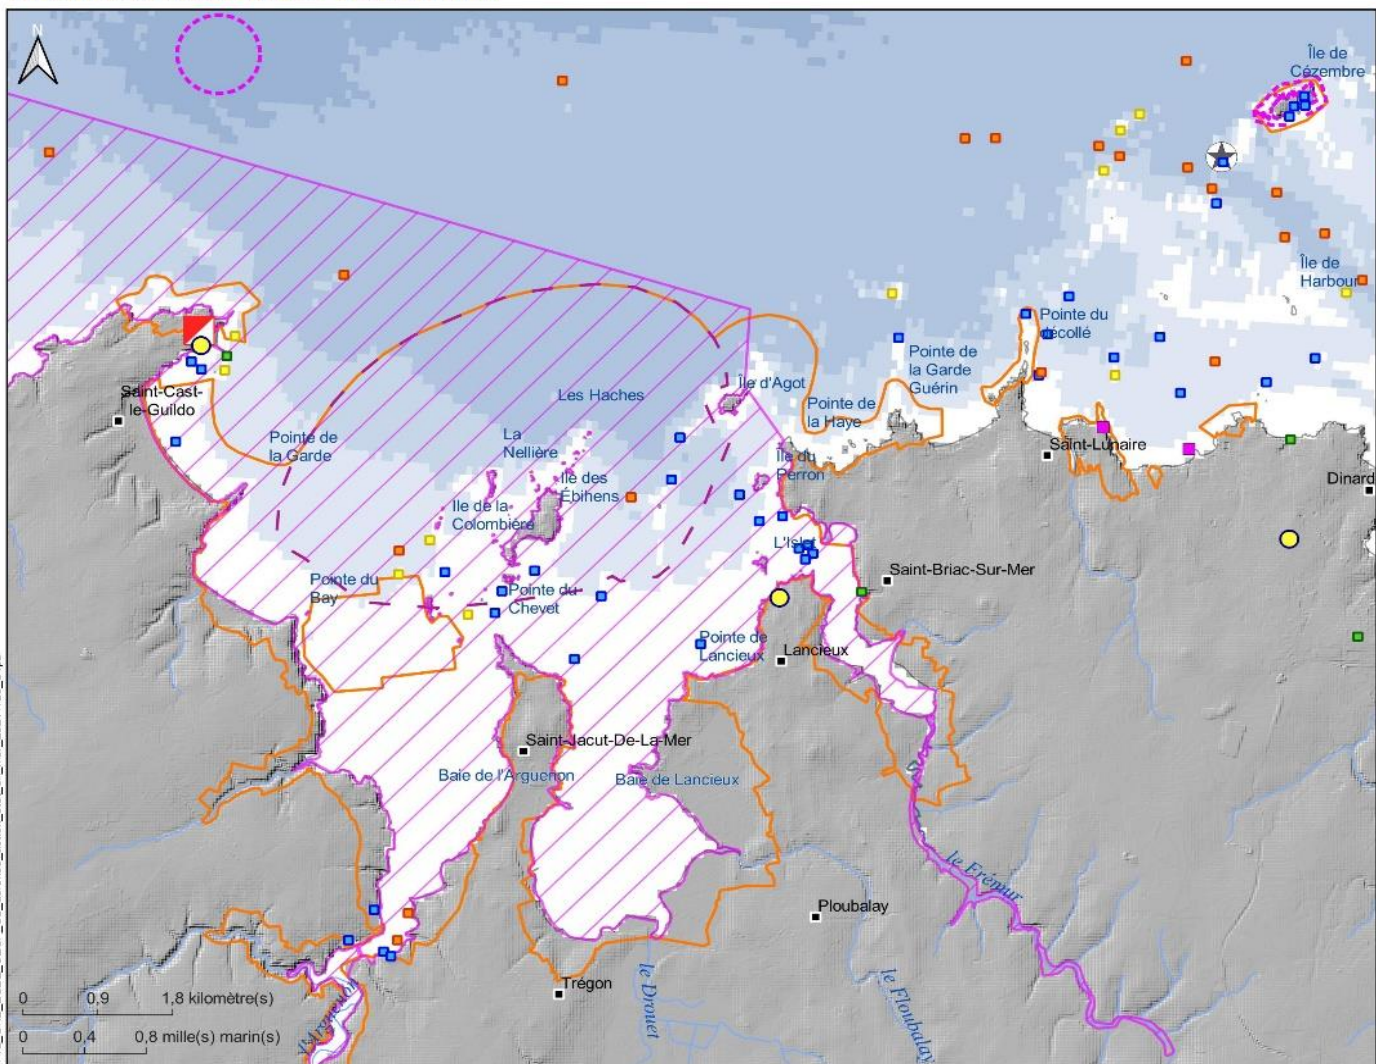 N
Île de
Cézembre
Île de
Harbour
Pointe du
décollé
Pointe de
la Garde
Guérin
Île d'Agot
Les Haches
Pointe de
la Haye
Saint-Cast-
le-Guildo
Pointe de
la Garde
La
Nellière
Saint-Lunaire
Île du
Perron
Dinard
Ile des
Ébihens
Ile de la
Colombière
L'Islet
Saint-Briac-Sur-Mer
Pointe du
Bay
Pointe du
Chevet
Pointe de
Lancieux
Lancieux
Saint-Jacut-De-La-Mer
Baie de l'Arguenon
Baie de Lancieux
le Frémur
Ploubalay
Trégon
le Drouet
le Floubalay
l'Arguenon
0 0,9 1,8 kilomètre(s)
0 0,4 0,8 mille(s) marin(s)